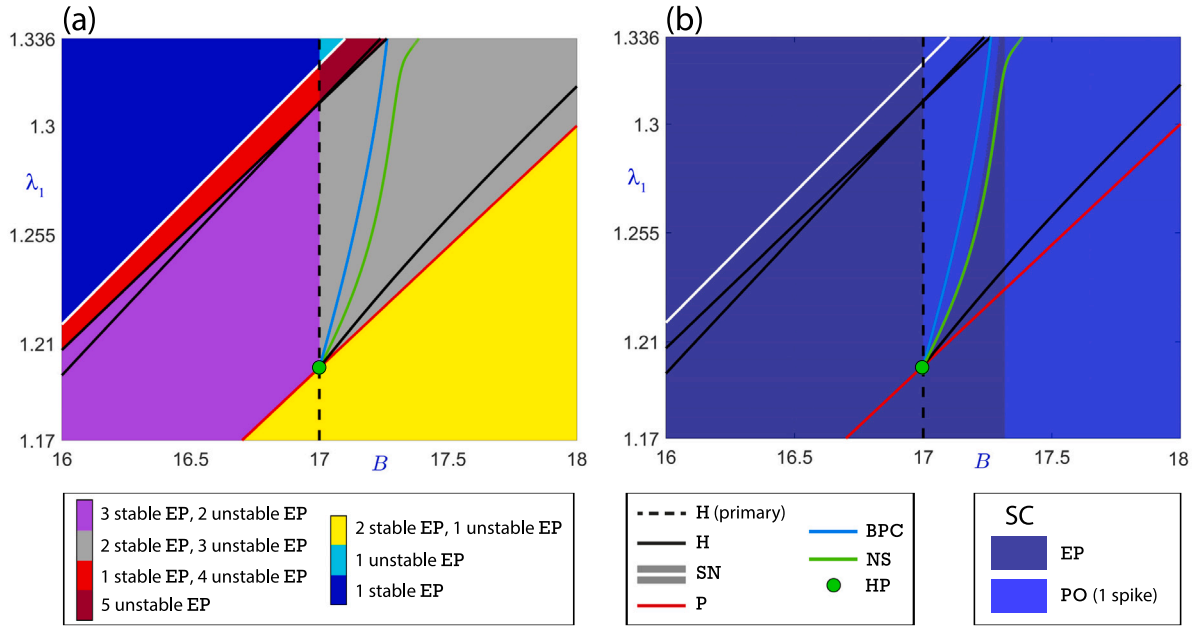 (a)
1.336
1.3
λ1
1.255
1.21
1.17
16
16.5
17
B
17.5
18
(b)
1.336
1.3
λ1
1.255
1.21
1.17
16
16.5
17
B
17.5
18
3 stable EP, 2 unstable EP
2 stable EP, 3 unstable EP
1 stable EP, 4 unstable EP
5 unstable EP
2 stable EP, 1 unstable EP
1 unstable EP
1 stable EP
H (primary)
H
SN
P
BPC
NS
HP
SC
EP
PO (1 spike)